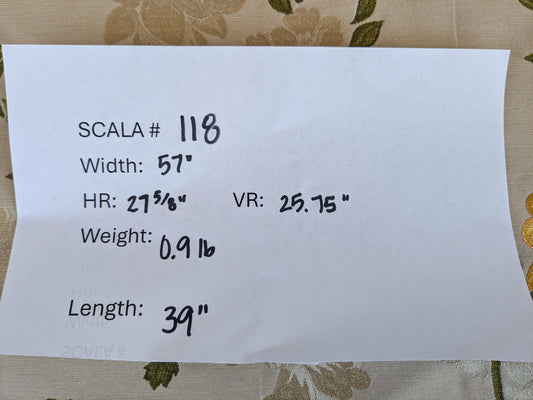 SCALA # 118
Width: 57"
HR: 27 5/8" VR: 25.75"
Weight: 0.9 lb
Length: 39"